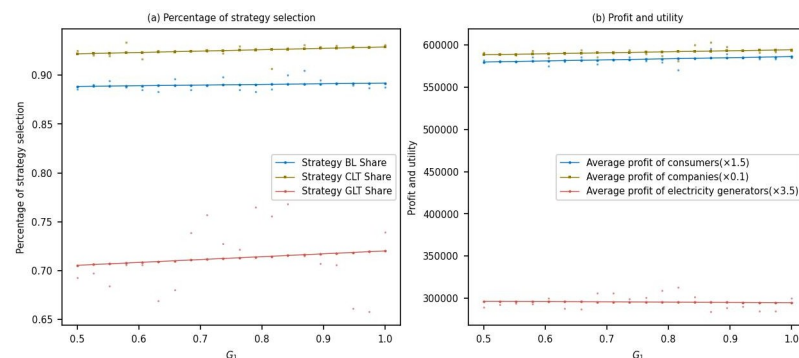 (a) Percentage of strategy selection
Percentage of strategy selection
0.90
0.85
0.80
0.75
0.70
0.65
Strategy BL Share
Strategy CLT Share
Strategy GLT Share
0.5 0.6 0.7 0.8 0.9 1.0
G₁
(b) Profit and utility
Profit and utility
600000
550000
500000
450000
400000
350000
300000
Average profit of consumers(×1.5)
Average profit of companies(×0.1)
Average profit of electricity generators(×3.5)
0.5 0.6 0.7 0.8 0.9 1.0
G₁